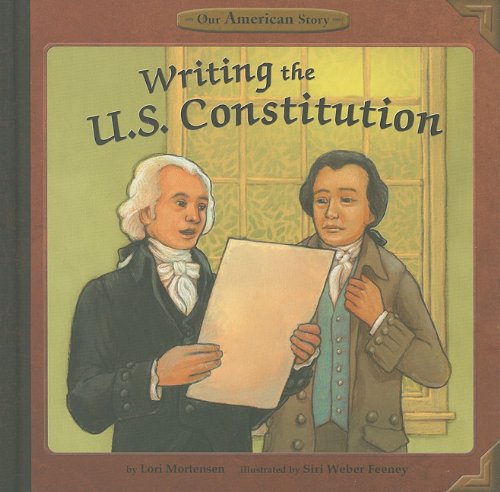 Our American Story
Writing the
U.S. Constitution
by Lori Mortensen illustrated by Siri Weber Feeney